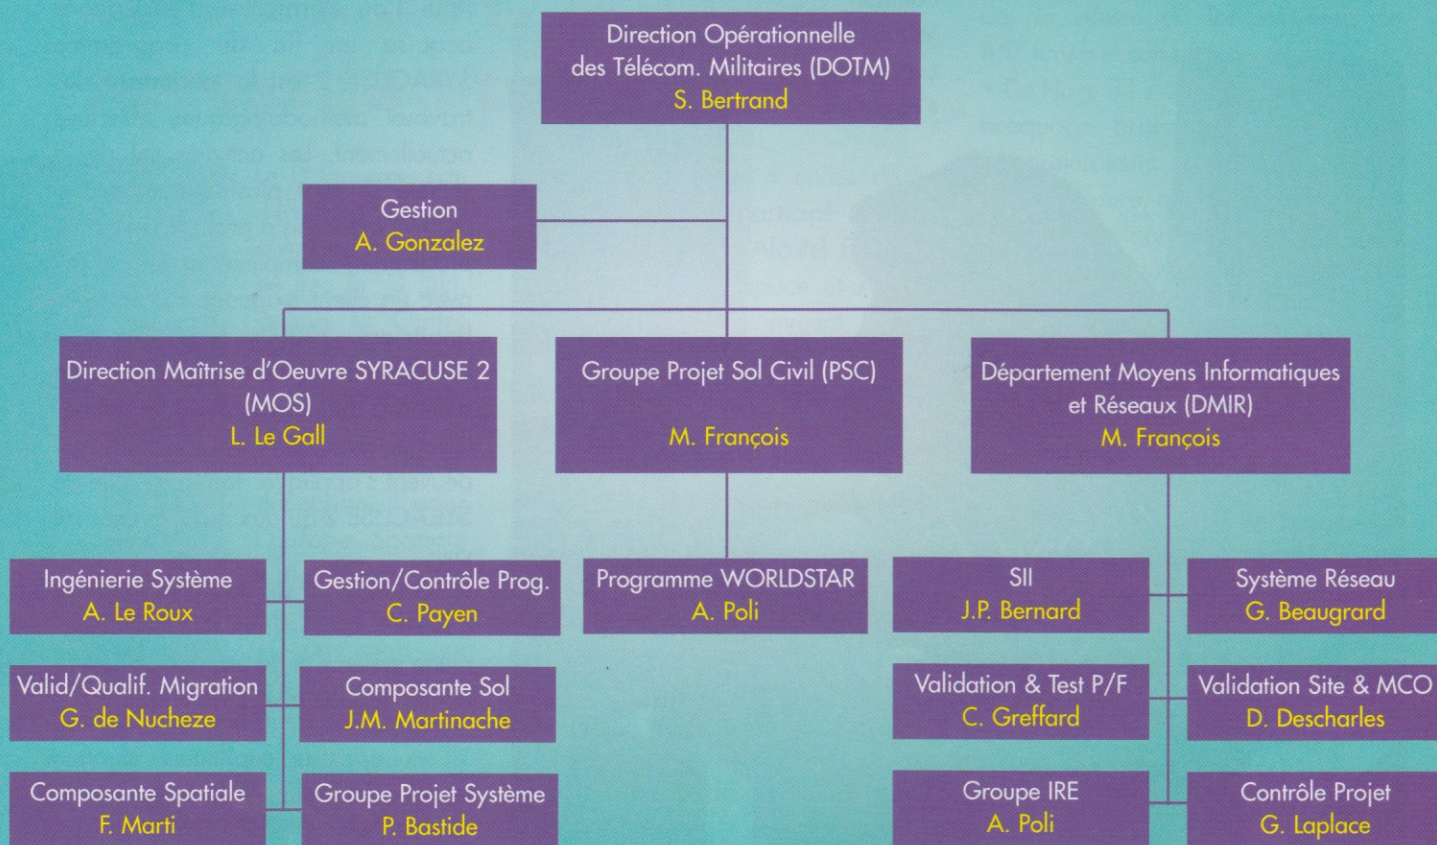 Direction Opérationnelle
des Télécom. Militaires (DOTM)
S. Bertrand
Gestion
A. Gonzalez
Direction Maîtrise d'Oeuvre SYRACUSE 2
(MOS)
L. Le Gall
Groupe Projet Sol Civil (PSC)
M. François
Département Moyens Informatiques
et Réseaux (DMIR)
M. François
Ingénierie Système
A. Le Roux
Gestion/Contrôle Prog.
C. Payen
Valid/Qualif. Migration
G. de Nucheze
Composante Sol
J.M. Martinache
Composante Spatiale
F. Marti
Groupe Projet Système
P. Bastide
Programme WORLDSTAR
A. Poli
SII
J.P. Bernard
Système Réseau
G. Beaugrard
Validation & Test P/F
C. Greffard
Validation Site & MCO
D. Descharles
Groupe IRE
A. Poli
Contrôle Projet
G. Laplace